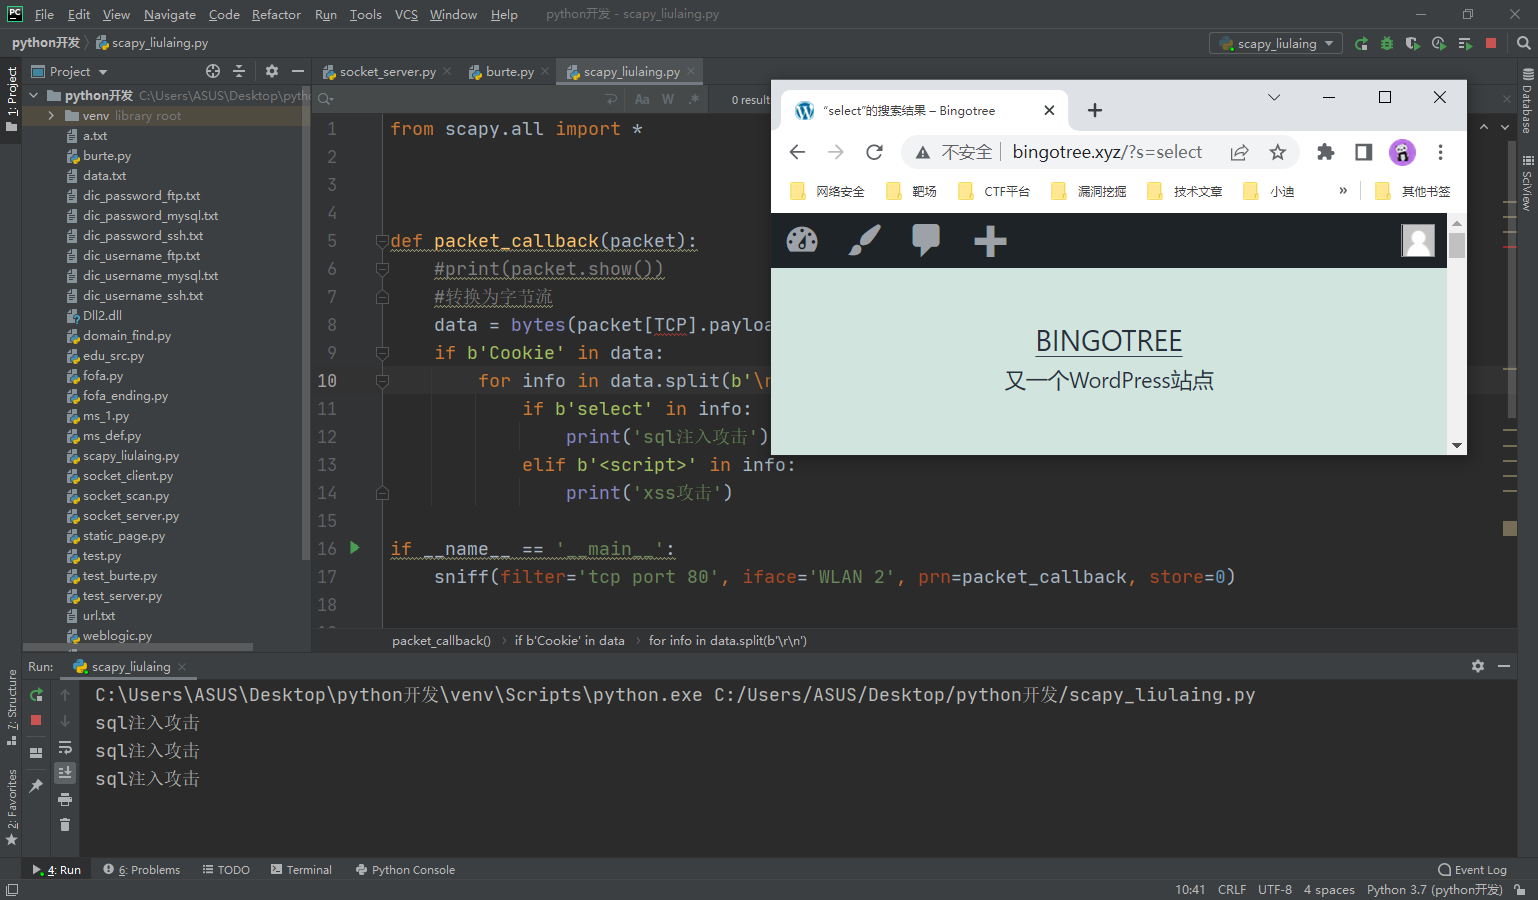 PC File Edit View Navigate Code Refactor Run Tools VCS Window Help python开发 - scapy_liulaing.py
python开发 scapy_liulaing.py
scapy_liulaing
1: Project
Project
socket_server.py burte.py scapy_liulaing.py
python开发 C:\Users\ASUS\Desktop\pyth
venv library root
a.txt
burte.py
data.txt
dic_password_ftp.txt
dic_password_mysql.txt
dic_password_ssh.txt
dic_username_ftp.txt
dic_username_mysql.txt
dic_username_ssh.txt
Dll2.dll
domain_find.py
edu_src.py
fofa.py
fofa_ending.py
ms_1.py
ms_def.py
scapy_liulaing.py
socket_client.py
socket_scan.py
socket_server.py
static_page.py
test.py
test_burte.py
test_server.py
url.txt
weblogic.py
Aa W .* 0 result
1 from scapy.all import *
2
3
4
5 def packet_callback(packet):
6 #print(packet.show())
7 #转换为字节流
8 data = bytes(packet[TCP].payloa
9 if b'Cookie' in data:
10 for info in data.split(b'\r
11 if b'select' in info:
12 print('sql注入攻击')
13 elif b'<script>' in info:
14 print('xss攻击')
15
16 if __name__ == '__main__':
17 sniff(filter='tcp port 80', iface='WLAN 2', prn=packet_callback, store=0)
18
packet_callback() if b'Cookie' in data for info in data.split(b'\r\n')
“select”的搜索结果 – Bingotree
不安全 bingotree.xyz/?s=select
网络安全 靶场 CTF平台 漏洞挖掘 技术文章 小迪 » 其他书签
BINGOTREE
又一个WordPress站点
Database
SciView
Run: scapy_liulaing
C:\Users\ASUS\Desktop\python开发\venv\Scripts\python.exe C:/Users/ASUS/Desktop/python开发/scapy_liulaing.py
sql注入攻击
sql注入攻击
sql注入攻击
7: Structure
2: Favorites
4: Run 6: Problems TODO Terminal Python Console Event Log
10:41 CRLF UTF-8 4 spaces Python 3.7 (python开发)